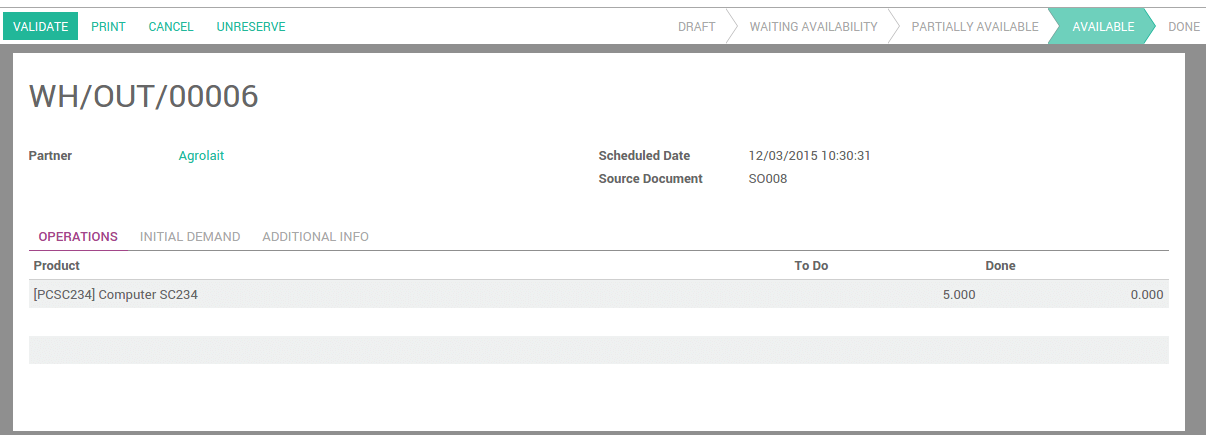 VALIDATE PRINT CANCEL UNRESERVE DRAFT WAITING AVAILABILITY PARTIALLY AVAILABLE AVAILABLE DONE
WH/OUT/00006
Partner Agrolait Scheduled Date 12/03/2015 10:30:31
Source Document SO008
OPERATIONS INITIAL DEMAND ADDITIONAL INFO
Product To Do Done
[PCSC234] Computer SC234 5.000 0.000